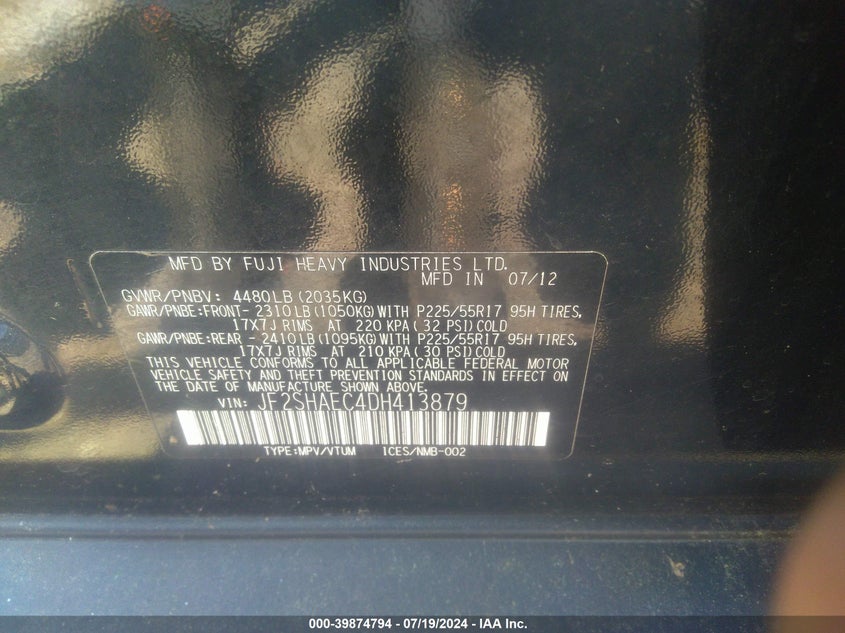 MFD BY FUJI HEAVY INDUSTRIES LTD.
MFD IN 07/12
GVWR/PNBV: 4480LB (2035KG)
GAWR/PNBE:FRONT- 2310LB (1050KG) WITH P225/55R17 95H TIRES,
17X7J RIMS AT 220 KPA ( 32 PSI) COLD
GAWR/PNBE:REAR - 2410LB (1095KG) WITH P225/55R17 95H TIRES,
17X7J RIMS AT 210 KPA ( 30 PSI) COLD
THIS VEHICLE CONFORMS TO ALL APPLICABLE FEDERAL MOTOR
VEHICLE SAFETY AND THEFT PREVENTION STANDARDS IN EFFECT ON
THE DATE OF MANUFACTURE SHOWN ABOVE.
VIN: JF2SHAEC4DH413879
TYPE:MPV/VTUM ICES/NMB-002
000-39874794 - 07/19/2024 - IAA Inc.